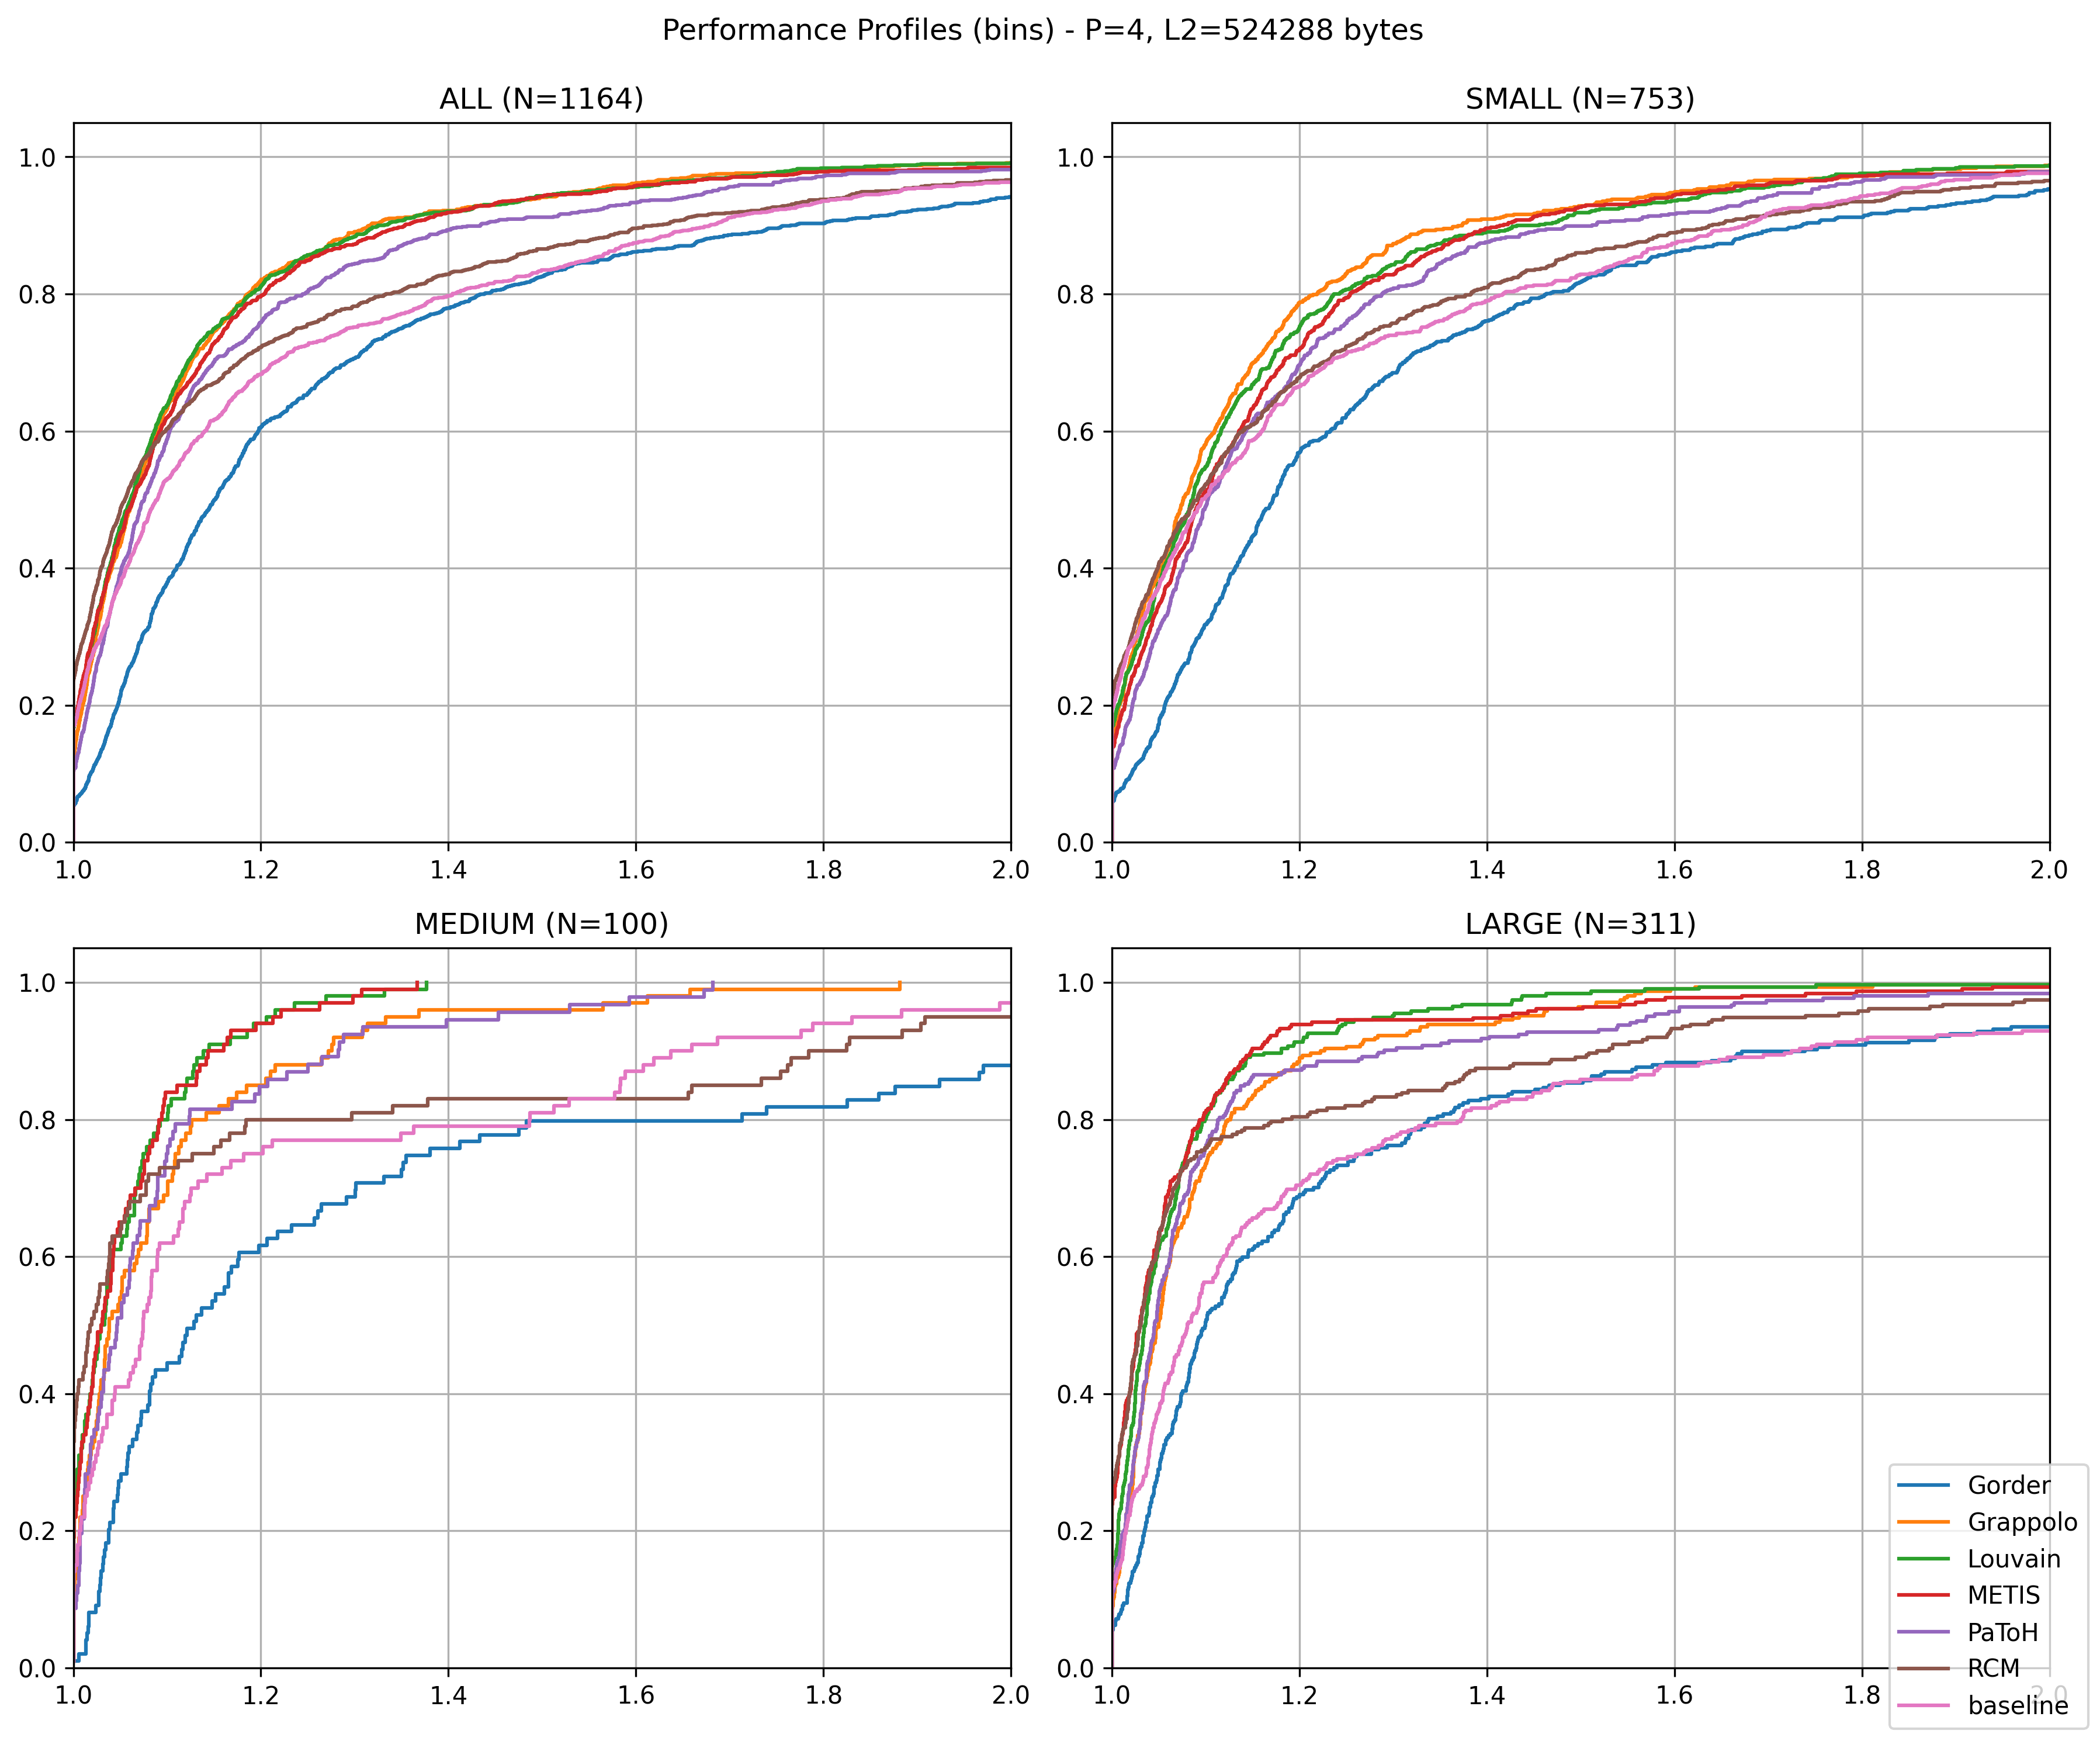 Performance Profiles (bins) - P=4, L2=524288 bytes
ALL (N=1164)
1.0
0.8
0.6
0.4
0.2
0.0
1.0 1.2 1.4 1.6 1.8 2.0
SMALL (N=753)
1.0
0.8
0.6
0.4
0.2
0.0
1.0 1.2 1.4 1.6 1.8 2.0
MEDIUM (N=100)
1.0
0.8
0.6
0.4
0.2
0.0
1.0 1.2 1.4 1.6 1.8 2.0
LARGE (N=311)
1.0
0.8
0.6
0.4
0.2
0.0
1.0 1.2 1.4 1.6 1.8 2.0
Gorder
Grappolo
Louvain
METIS
PaToH
RCM
baseline